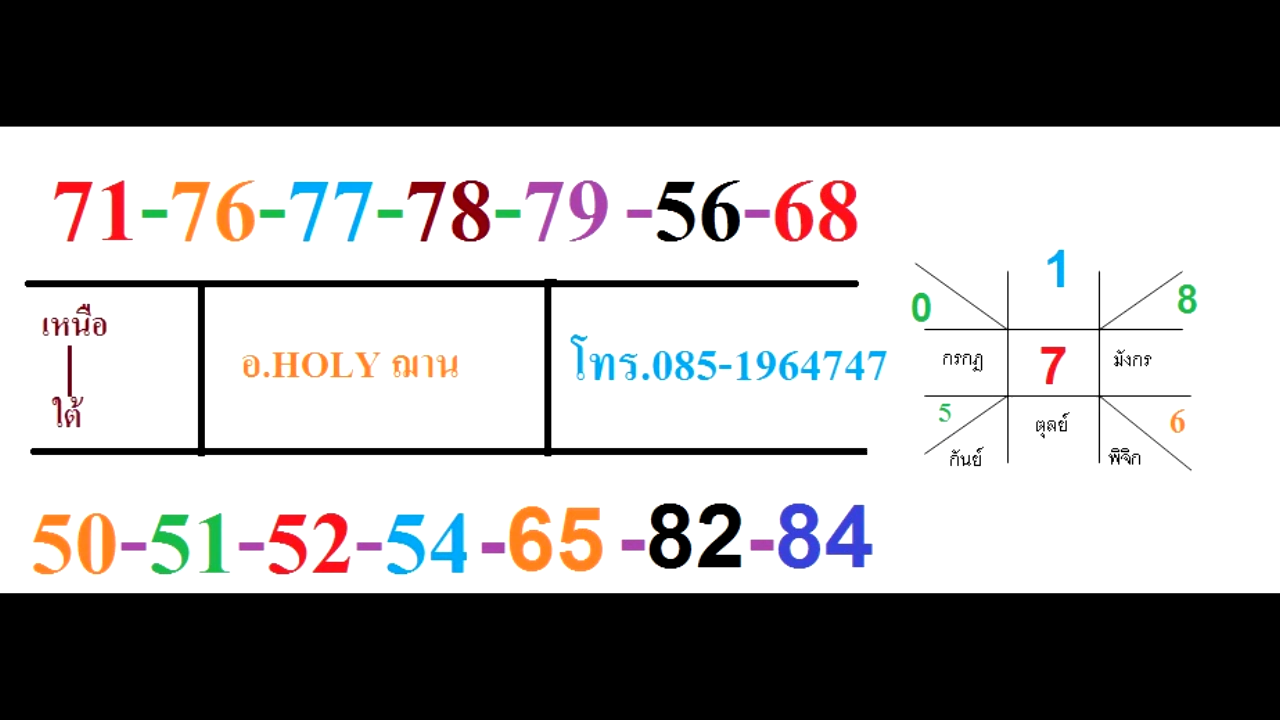 71-76-77-78-79 -56-68
เหนือ
ใต้
อ.HOLY ฌาน
โทร.085-1964747
50-51-52-54 -65 -82-84
1
0
8
กรกฎ
7
มังกร
5
ตุลย์
6
กันย์
พิจิก